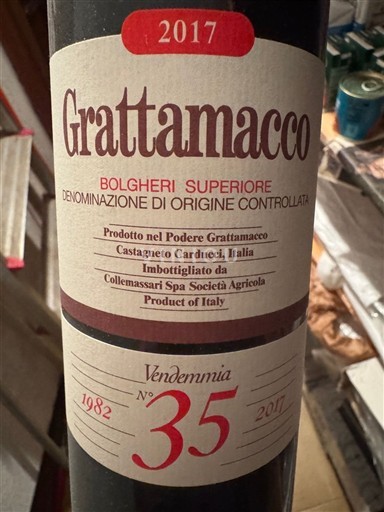 2017
Grattamacco
BOLGHERI SUPERIORE
DENOMINAZIONE DI ORIGINE CONTROLLATA
Prodotto nel Podere Grattamacco
Castagneto Carducci, Italia
Imbottigliato da
Collemassari Spa Società Agricola
Product of Italy
Vendemmia
1982 N° 35 2017